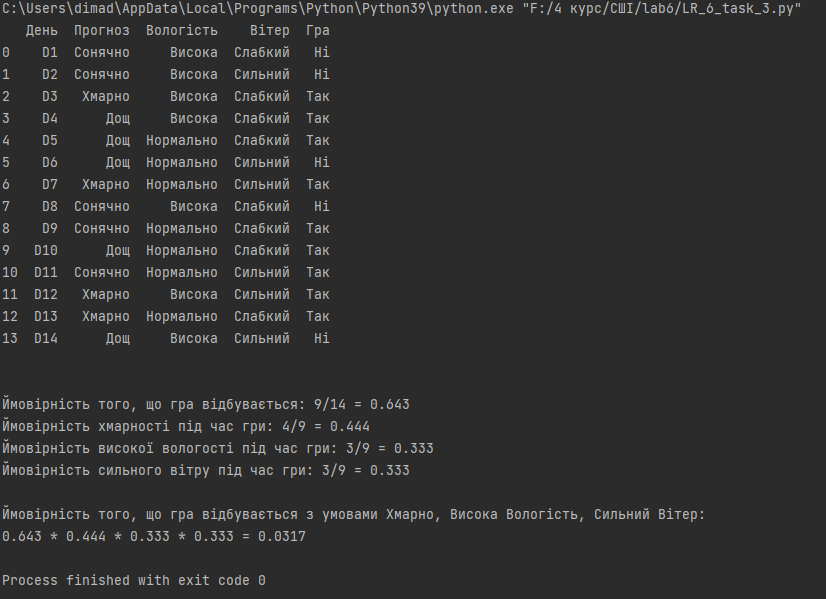 C:\Users\dimad\AppData\Local\Programs\Python\Python39\python.exe "F:/4 курс/СШІ/lab6/LR_6_task_3.py"
День Прогноз Вологість Вітер Гра
0 D1 Сонячно Висока Слабкий Ні
1 D2 Сонячно Висока Сильний Ні
2 D3 Хмарно Висока Слабкий Так
3 D4 Дощ Висока Слабкий Так
4 D5 Дощ Нормально Слабкий Так
5 D6 Дощ Нормально Сильний Ні
6 D7 Хмарно Нормально Сильний Так
7 D8 Сонячно Висока Слабкий Ні
8 D9 Сонячно Нормально Слабкий Так
9 D10 Дощ Нормально Слабкий Так
10 D11 Сонячно Нормально Сильний Так
11 D12 Хмарно Висока Сильний Так
12 D13 Хмарно Нормально Слабкий Так
13 D14 Дощ Висока Сильний Ні
Ймовірність того, що гра відбувається: 9/14 = 0.643
Ймовірність хмарності під час гри: 4/9 = 0.444
Ймовірність високої вологості під час гри: 3/9 = 0.333
Ймовірність сильного вітру під час гри: 3/9 = 0.333
Ймовірність того, що гра відбувається з умовами Хмарно, Висока Вологість, Сильний Вітер:
0.643 * 0.444 * 0.333 * 0.333 = 0.0317
Process finished with exit code 0